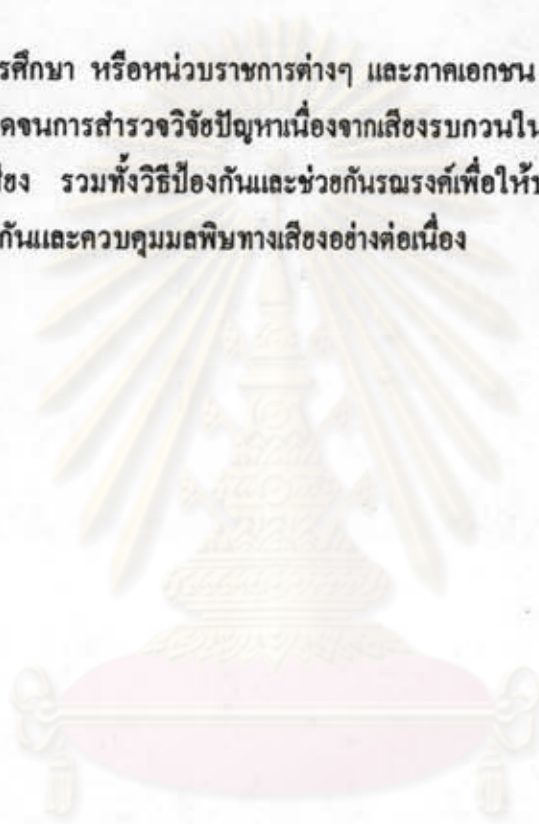 รศึกษา หรือหน่วบราชการต่างๆ และภาคเอกชน
ดจนการสำรวจวิจัยปัญหาเนื่องจากเสียงรบกวนใน
สียง รวมทั้งวิธีป้องกันและช่วยกันรณรงค์เพื่อให้
กันและควบคุมมลพิษทางเสียงอย่างต่อเนื่อง